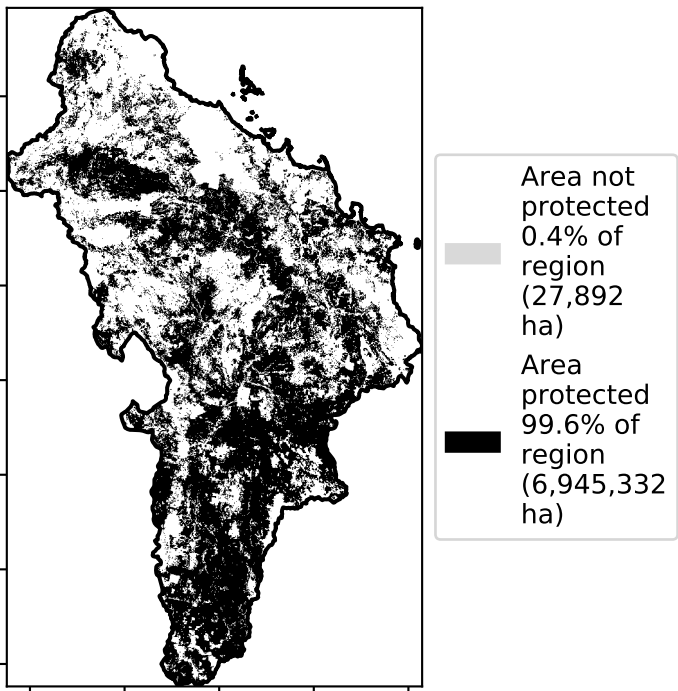 Area not
protected
0.4% of
region
(27,892
ha)
Area
protected
99.6% of
region
(6,945,332
ha)